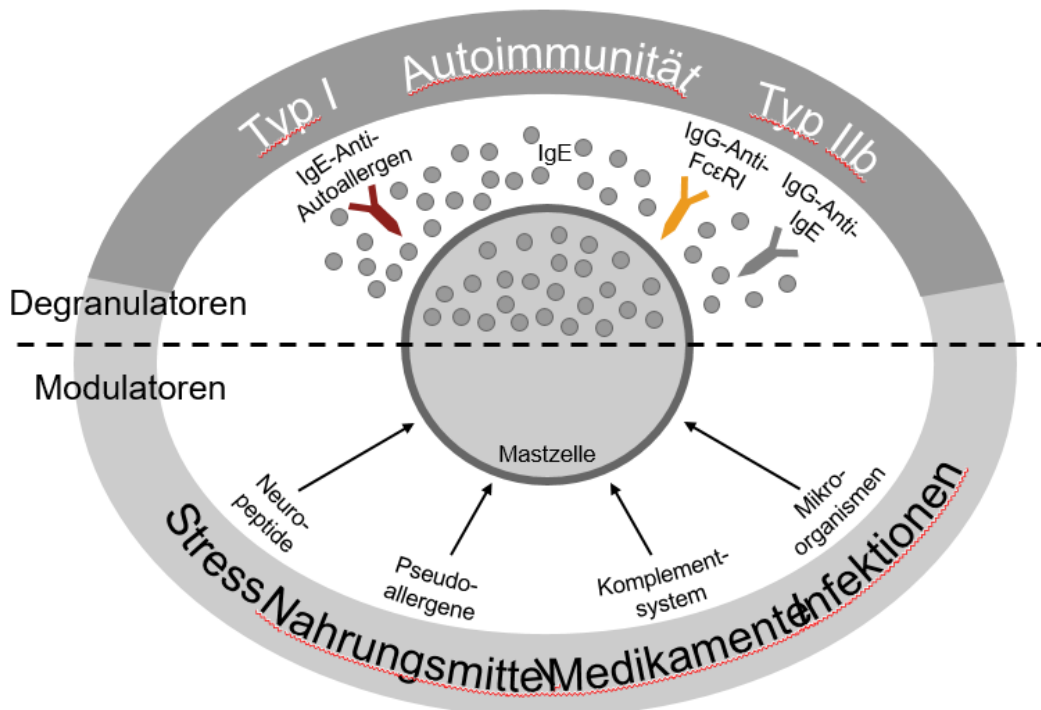 Typ I
Autoimmunität
Typ IIb
IgE-Anti-
Autoallergen
IgE
IgG-Anti-
FcεRI
IgG-Anti-
IgE
Degranulatoren
Modulatoren
Mastzelle
Neuro-
peptide
Pseudo-
allergene
Komplement-
system
Mikro-
organismen
Stress
Nahrungsmittel
Medikamente
Infektionen